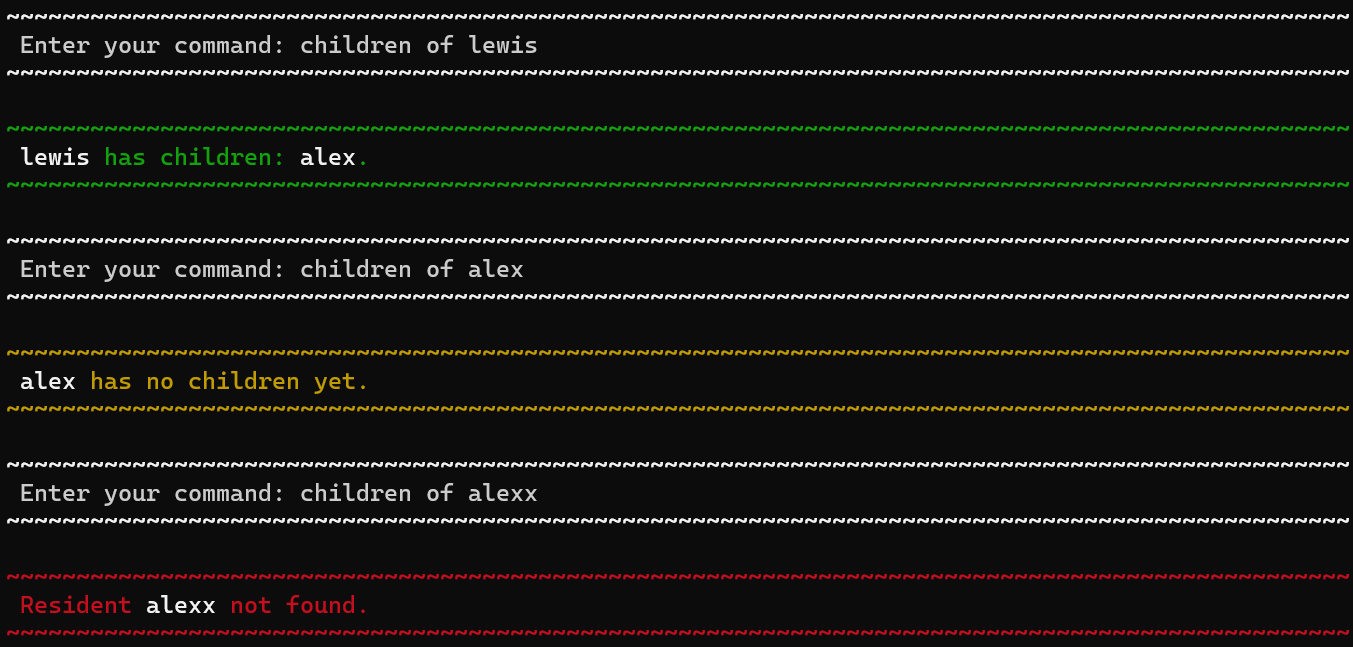 ~~~~~~~~~~~~~~~~~~~~~~~~~~~~~~~~~~~~~~~~~~~~~~~~~~~~~~~~~~~~~~~~~~~~~~~~~~~~~~~~~~~~~~~~~~~~~~~~
Enter your command: children of lewis
~~~~~~~~~~~~~~~~~~~~~~~~~~~~~~~~~~~~~~~~~~~~~~~~~~~~~~~~~~~~~~~~~~~~~~~~~~~~~~~~~~~~~~~~~~~~~~~~
~~~~~~~~~~~~~~~~~~~~~~~~~~~~~~~~~~~~~~~~~~~~~~~~~~~~~~~~~~~~~~~~~~~~~~~~~~~~~~~~~~~~~~~~~~~~~~~~
lewis has children: alex.
~~~~~~~~~~~~~~~~~~~~~~~~~~~~~~~~~~~~~~~~~~~~~~~~~~~~~~~~~~~~~~~~~~~~~~~~~~~~~~~~~~~~~~~~~~~~~~~~
~~~~~~~~~~~~~~~~~~~~~~~~~~~~~~~~~~~~~~~~~~~~~~~~~~~~~~~~~~~~~~~~~~~~~~~~~~~~~~~~~~~~~~~~~~~~~~~~
Enter your command: children of alex
~~~~~~~~~~~~~~~~~~~~~~~~~~~~~~~~~~~~~~~~~~~~~~~~~~~~~~~~~~~~~~~~~~~~~~~~~~~~~~~~~~~~~~~~~~~~~~~~
~~~~~~~~~~~~~~~~~~~~~~~~~~~~~~~~~~~~~~~~~~~~~~~~~~~~~~~~~~~~~~~~~~~~~~~~~~~~~~~~~~~~~~~~~~~~~~~~
alex has no children yet.
~~~~~~~~~~~~~~~~~~~~~~~~~~~~~~~~~~~~~~~~~~~~~~~~~~~~~~~~~~~~~~~~~~~~~~~~~~~~~~~~~~~~~~~~~~~~~~~~
~~~~~~~~~~~~~~~~~~~~~~~~~~~~~~~~~~~~~~~~~~~~~~~~~~~~~~~~~~~~~~~~~~~~~~~~~~~~~~~~~~~~~~~~~~~~~~~~
Enter your command: children of alexx
~~~~~~~~~~~~~~~~~~~~~~~~~~~~~~~~~~~~~~~~~~~~~~~~~~~~~~~~~~~~~~~~~~~~~~~~~~~~~~~~~~~~~~~~~~~~~~~~
~~~~~~~~~~~~~~~~~~~~~~~~~~~~~~~~~~~~~~~~~~~~~~~~~~~~~~~~~~~~~~~~~~~~~~~~~~~~~~~~~~~~~~~~~~~~~~~~
Resident alexx not found.
~~~~~~~~~~~~~~~~~~~~~~~~~~~~~~~~~~~~~~~~~~~~~~~~~~~~~~~~~~~~~~~~~~~~~~~~~~~~~~~~~~~~~~~~~~~~~~~~